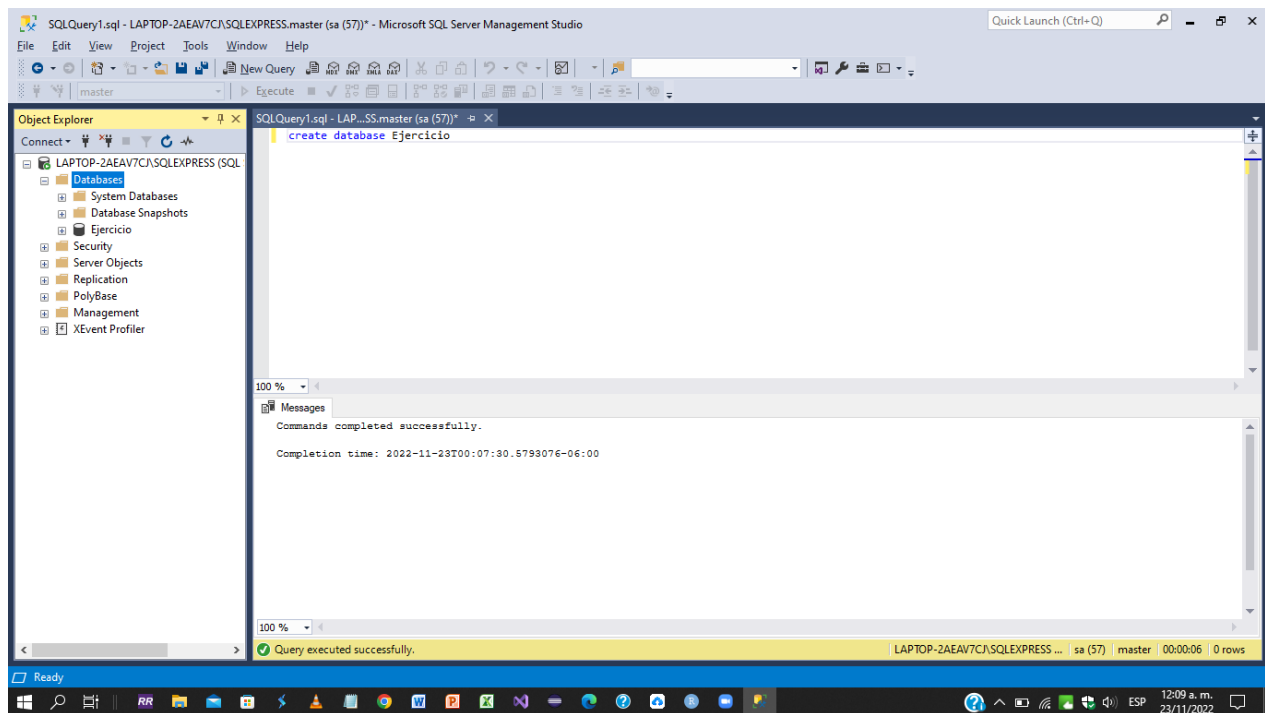 SQLQuery1.sql - LAPTOP-2AEAV7CJ\SQLEXPRESS.master (sa (57))* - Microsoft SQL Server Management Studio
Quick Launch (Ctrl+Q)
File Edit View Project Tools Window Help
New Query MDX DMX XMLA DAX
master Execute
Object Explorer
SQLQuery1.sql - LAP...SS.master (sa (57))*
Connect
create database Ejercicio
LAPTOP-2AEAV7CJ\SQLEXPRESS (SQL
Databases
System Databases
Database Snapshots
Ejercicio
Security
Server Objects
Replication
PolyBase
Management
XEvent Profiler
100 %
Messages
Commands completed successfully.
Completion time: 2022-11-23T00:07:30.5793076-06:00
100 %
Query executed successfully.
LAPTOP-2AEAV7CJ\SQLEXPRESS ... sa (57) master 00:00:06 0 rows
Ready
RR
ESP
12:09 a. m.
23/11/2022